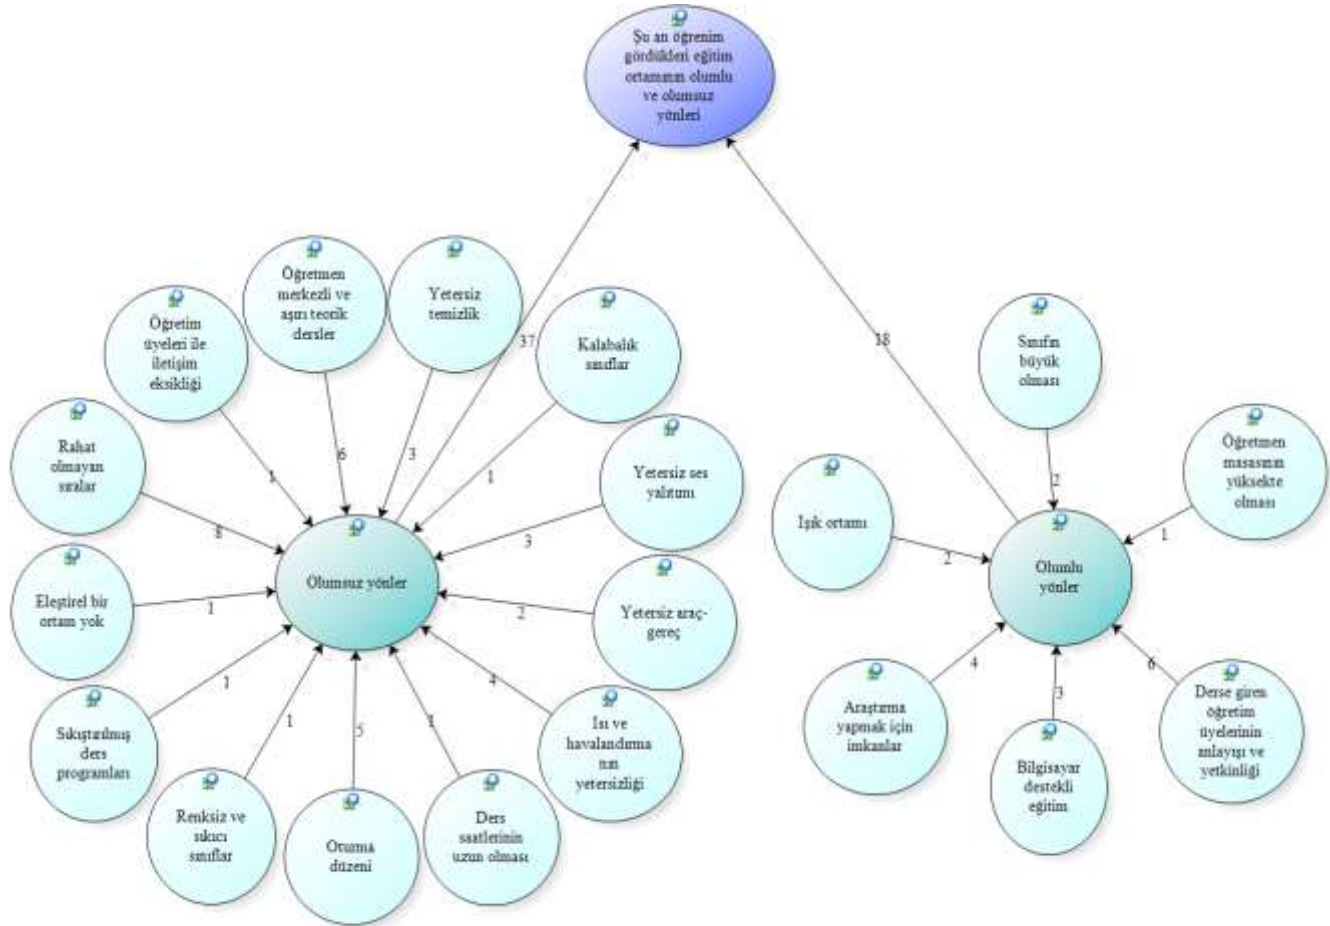 Şu an öğrenim
gördükleri eğitim
ortamının olumlu
ve olumsuz
yönleri
Öğretmen
merkezli ve
aşırı teorik
dersler
Yetersiz
temizlik
37
18
Öğretim
üyeleri ile
iletişim
eksikliği
Kalabalık
sınıflar
Sınıfın
büyük
olması
Rahat
olmayan
sıralar
1
6
3
1
Yetersiz ses
yalıtımı
Öğretmen
masasının
yüksekte
olması
2
Işık ortamı
8
3
2
1
Eleştirel bir
ortam yok
1
Olumsuz yönler
2
Yetersiz araç-
gereç
Olumlu
yönler
Sıkıştırılmış
ders
programları
1
1
5
1
4
Isı ve
havalandırma
nın
yetersizliği
Araştırma
yapmak için
imkanlar
4
3
6
Derse giren
öğretim
üyelerinin
anlayışı ve
yetkinliği
Renksiz ve
sıkıcı
sınıflar
Oturma
düzeni
Ders
saatlerinin
uzun olması
Bilgisayar
destekli
eğitim